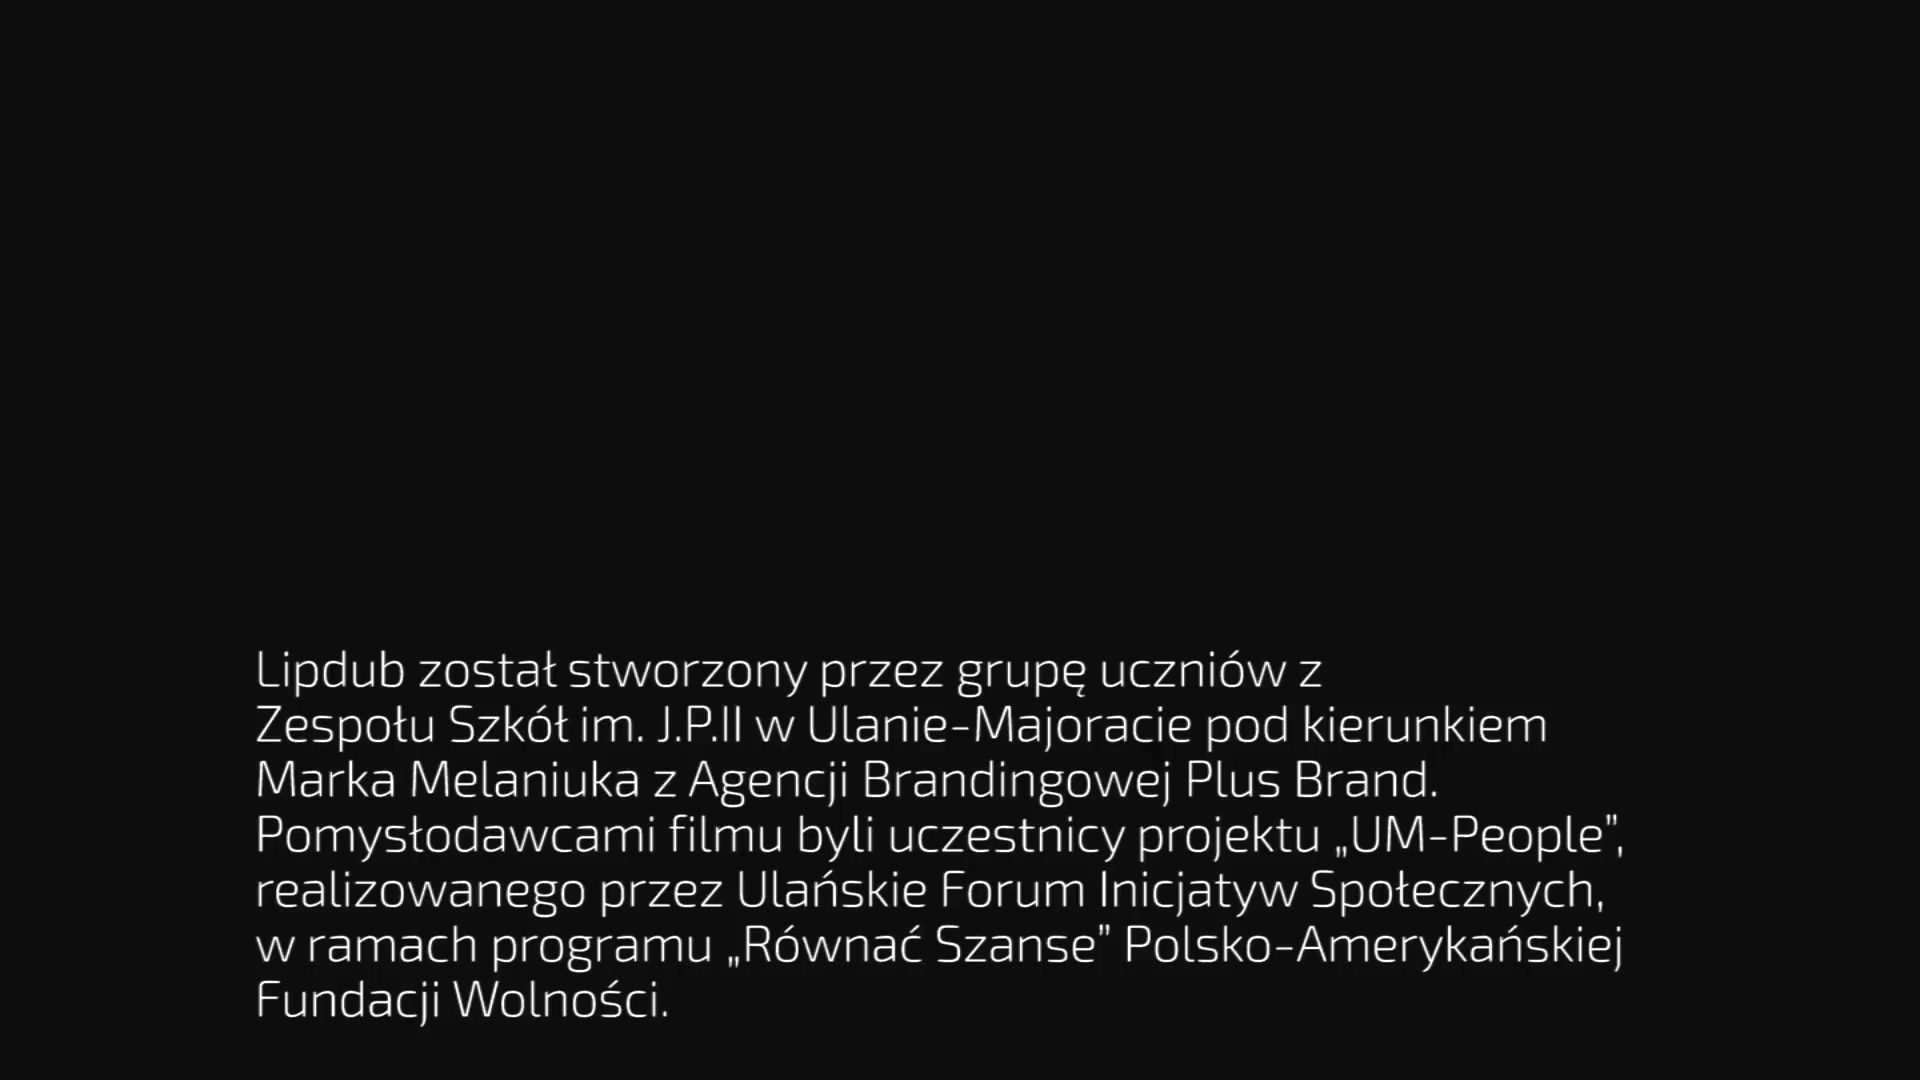 Lipdub został stworzony przez grupę uczniów z
Zespołu Szkół im. J.P.II w Ulanie-Majoracie pod kierunkiem
Marka Melaniuka z Agencji Brandingowej Plus Brand.
Pomysłodawcami filmu byli uczestnicy projektu „UM-People”,
realizowanego przez Ulańskie Forum Inicjatyw Społecznych,
w ramach programu „Równać Szanse” Polsko-Amerykańskiej
Fundacji Wolności.